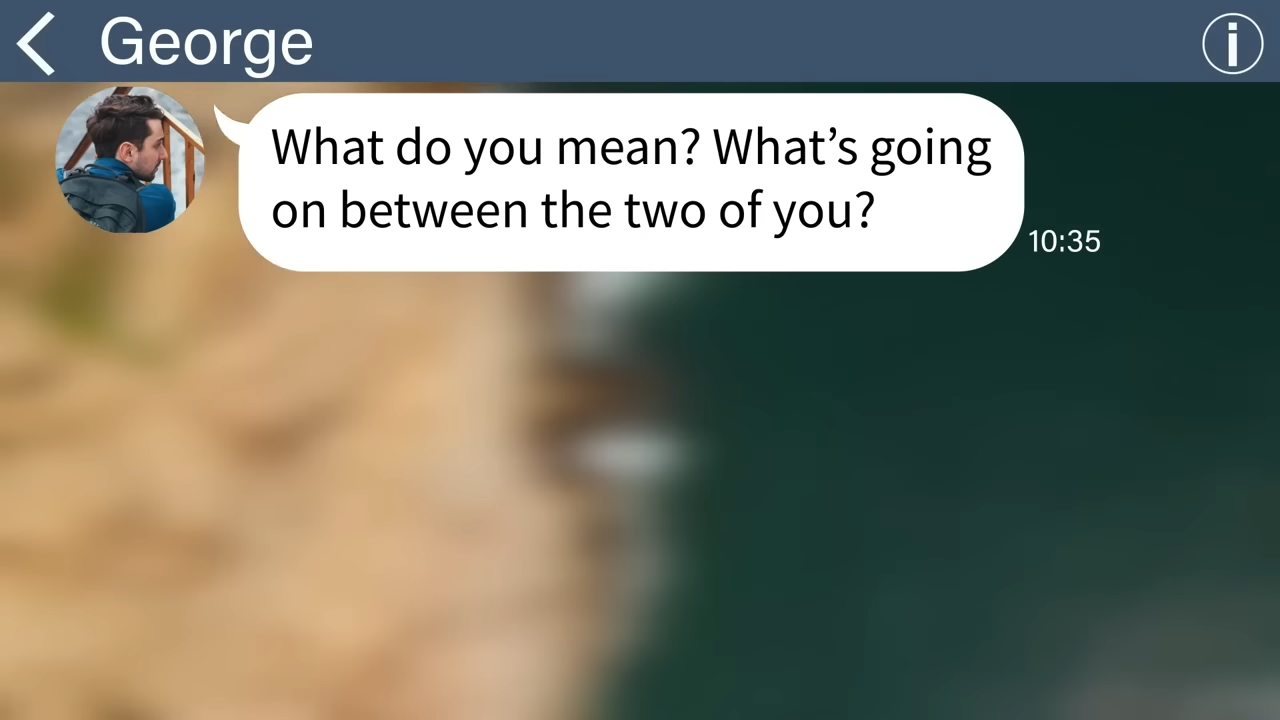 George
What do you mean? What’s going
on between the two of you?
10:35